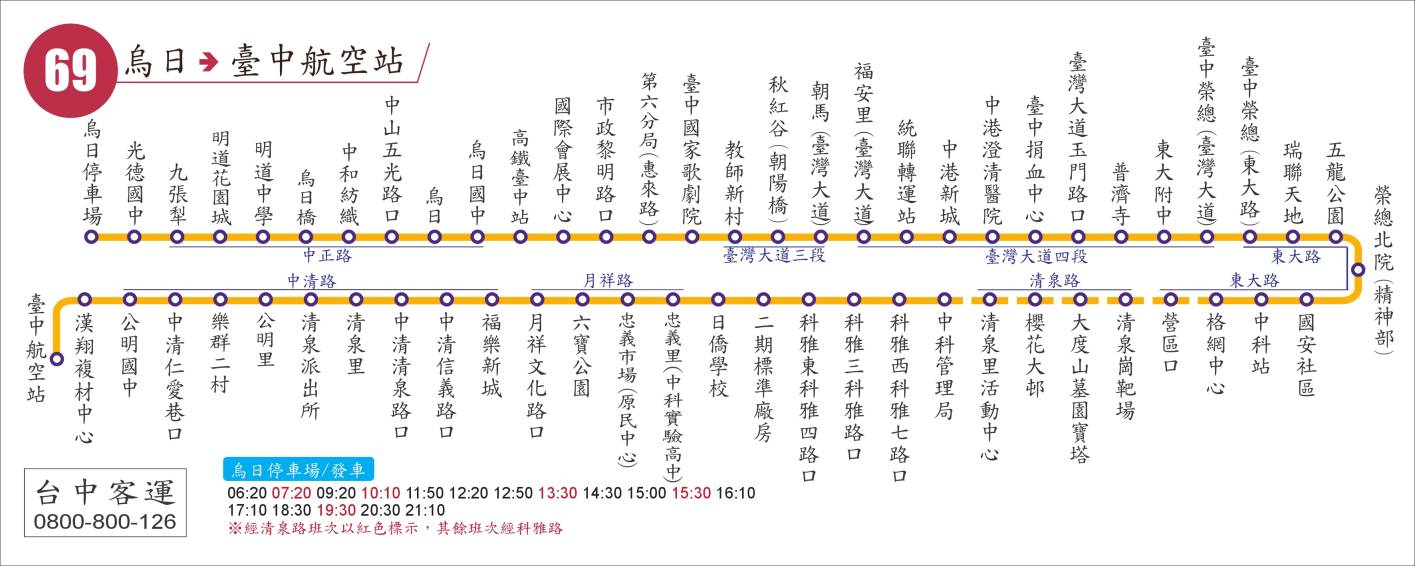 69
烏日➔臺中航空站
烏日停車場
光德國中
九張犁
明道花園城
明道中學
烏日橋
中和紡織
中山五光路口
烏日
烏日國中
高鐵臺中站
國際會展中心
市政黎明路口
第六分局(惠來路)
臺中國家歌劇院
教師新村
秋紅谷(朝陽橋)
朝馬(臺灣大道)
福安里(臺灣大道)
統聯轉運站
中港新城
中港澄清醫院
臺中捐血中心
臺灣大道玉門路口
普濟寺
東大附中
臺中榮總(臺灣大道)
臺中榮總(東大路)
瑞聯天地
五龍公園
榮總北院(精神部)
中正路
臺灣大道三段
臺灣大道四段
東大路
中清路
月祥路
清泉路
東大路
臺中航空站
漢翔複材中心
公明國中
中清仁愛巷口
樂群二村
公明里
清泉派出所
清泉里
中清清泉路口
中清信義路口
福樂新城
月祥文化路口
六寶公園
忠義市場(原民中心)
忠義里(中科實驗高中)
日僑學校
二期標準廠房
科雅東科雅四路口
科雅三科雅路口
科雅西科雅七路口
中科管理局
清泉里活動中心
櫻花大邨
大度山墓園寶塔
清泉崗靶場
營區口
格網中心
中科站
國安社區
台中客運
0800-800-126
烏日停車場/發車
06:20 07:20 09:20 10:10 11:50 12:20 12:50 13:30 14:30 15:00 15:30 16:10
17:10 18:30 19:30 20:30 21:10
※經清泉路班次以紅色標示，其餘班次經科雅路